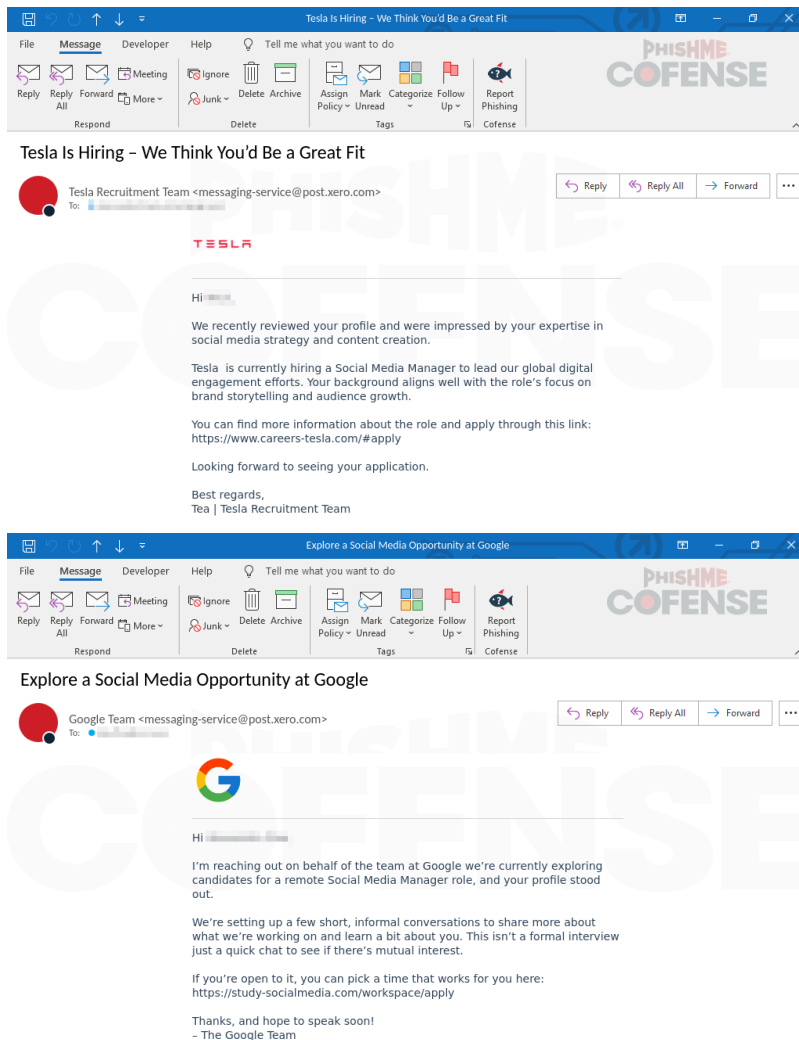 Tesla Is Hiring – We Think You'd Be a Great Fit
File Message Developer Help Tell me what you want to do
PHISHME
COFENSE
Reply Reply All Forward Meeting More
Ignore Junk Delete Archive
Assign Policy Mark Unread Categorize Follow Up
Report Phishing
Respond Delete Tags Cofense
Tesla Is Hiring – We Think You'd Be a Great Fit
Tesla Recruitment Team <messaging-service@post.xero.com>
Reply Reply All Forward
To:
TESLA
Hi
We recently reviewed your profile and were impressed by your expertise in
social media strategy and content creation.
Tesla is currently hiring a Social Media Manager to lead our global digital
engagement efforts. Your background aligns well with the role's focus on
brand storytelling and audience growth.
You can find more information about the role and apply through this link:
https://www.careers-tesla.com/#apply
Looking forward to seeing your application.
Best regards,
Tea | Tesla Recruitment Team
Explore a Social Media Opportunity at Google
File Message Developer Help Tell me what you want to do
PHISHME
COFENSE
Reply Reply All Forward Meeting More
Ignore Junk Delete Archive
Assign Policy Mark Unread Categorize Follow Up
Report Phishing
Respond Delete Tags Cofense
Explore a Social Media Opportunity at Google
Google Team <messaging-service@post.xero.com>
Reply Reply All Forward
To:
G
Hi
I'm reaching out on behalf of the team at Google we're currently exploring
candidates for a remote Social Media Manager role, and your profile stood
out.
We're setting up a few short, informal conversations to share more about
what we're working on and learn a bit about you. This isn't a formal interview
just a quick chat to see if there's mutual interest.
If you're open to it, you can pick a time that works for you here:
https://study-socialmedia.com/workspace/apply
Thanks, and hope to speak soon!
– The Google Team